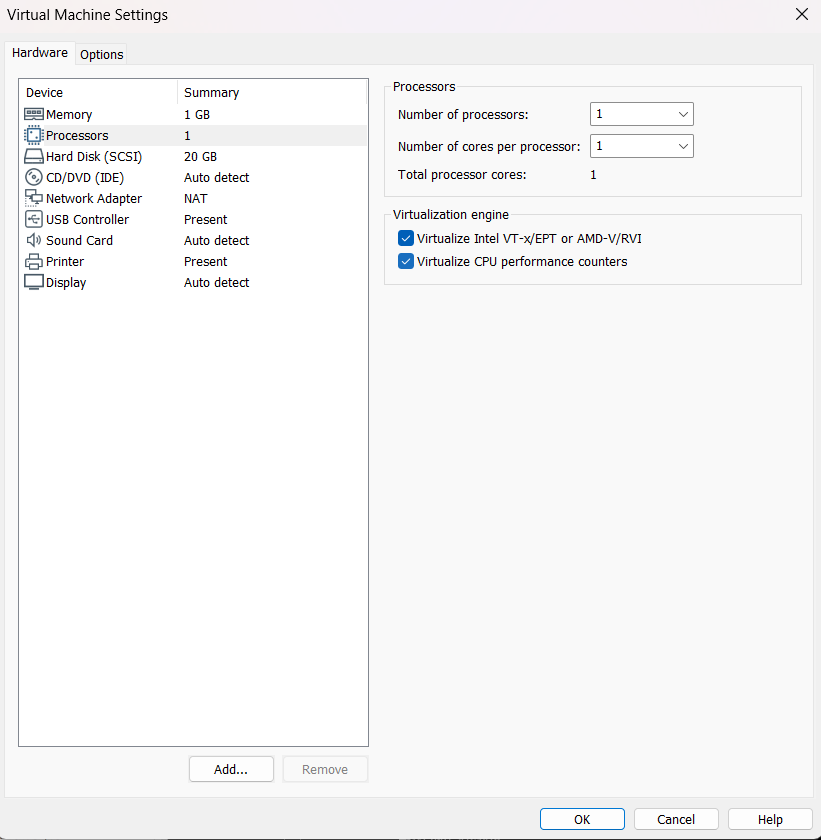 Virtual Machine Settings
Hardware Options
Device Summary
Memory 1 GB
Processors 1
Hard Disk (SCSI) 20 GB
CD/DVD (IDE) Auto detect
Network Adapter NAT
USB Controller Present
Sound Card Auto detect
Printer Present
Display Auto detect
Add... Remove
Processors
Number of processors: 1
Number of cores per processor: 1
Total processor cores: 1
Virtualization engine
Virtualize Intel VT-x/EPT or AMD-V/RVI
Virtualize CPU performance counters
OK Cancel Help